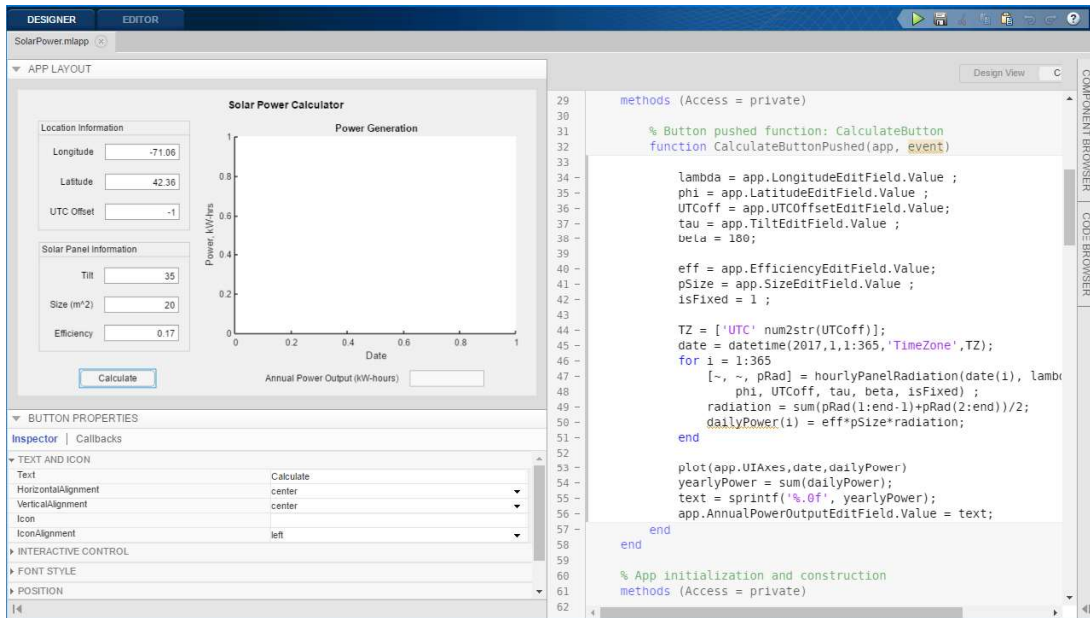 DESIGNER EDITOR
SolarPower.mlapp
APP LAYOUT
Solar Power Calculator
Location Information
Longitude -71.06
Latitude 42.36
UTC Offset -1
Solar Panel Information
Tilt 35
Size (m^2) 20
Efficiency 0.17
Calculate
Power Generation
Power, kW-hrs
1
0.8
0.6
0.4
0.2
0
0 0.2 0.4 0.6 0.8 1
Date
Annual Power Output (kW-hours)
BUTTON PROPERTIES
Inspector | Callbacks
TEXT AND ICON
Text Calculate
HorizontalAlignment center
VerticalAlignment center
Icon
IconAlignment left
INTERACTIVE CONTROL
FONT STYLE
POSITION
Design View C
29 methods (Access = private)
30
31 % Button pushed function: CalculateButton
32 function CalculateButtonPushed(app, event)
33
34 - lambda = app.LongitudeEditField.Value ;
35 - phi = app.LatitudeEditField.Value ;
36 - UTCoff = app.UTCOffsetEditField.Value;
37 - tau = app.TiltEditField.Value ;
38 - beta = 180;
39
40 - eff = app.EfficiencyEditField.Value;
41 - pSize = app.SizeEditField.Value ;
42 - isFixed = 1 ;
43
44 - TZ = ['UTC' num2str(UTCoff)];
45 - date = datetime(2017,1,1:365,'TimeZone',TZ);
46 - for i = 1:365
47 - [~, ~, pRad] = hourlyPanelRadiation(date(i), lambd
48 phi, UTCoff, tau, beta, isFixed) ;
49 - radiation = sum(pRad(1:end-1)+pRad(2:end))/2;
50 - dailyPower(i) = eff*pSize*radiation;
51 - end
52
53 - plot(app.UIAxes,date,dailyPower)
54 - yearlyPower = sum(dailyPower);
55 - text = sprintf('%.0f', yearlyPower);
56 - app.AnnualPowerOutputEditField.Value = text;
57 - end
58 end
59
60 % App initialization and construction
61 methods (Access = private)
62
COMPONENT BROWSER
CODE BROWSER